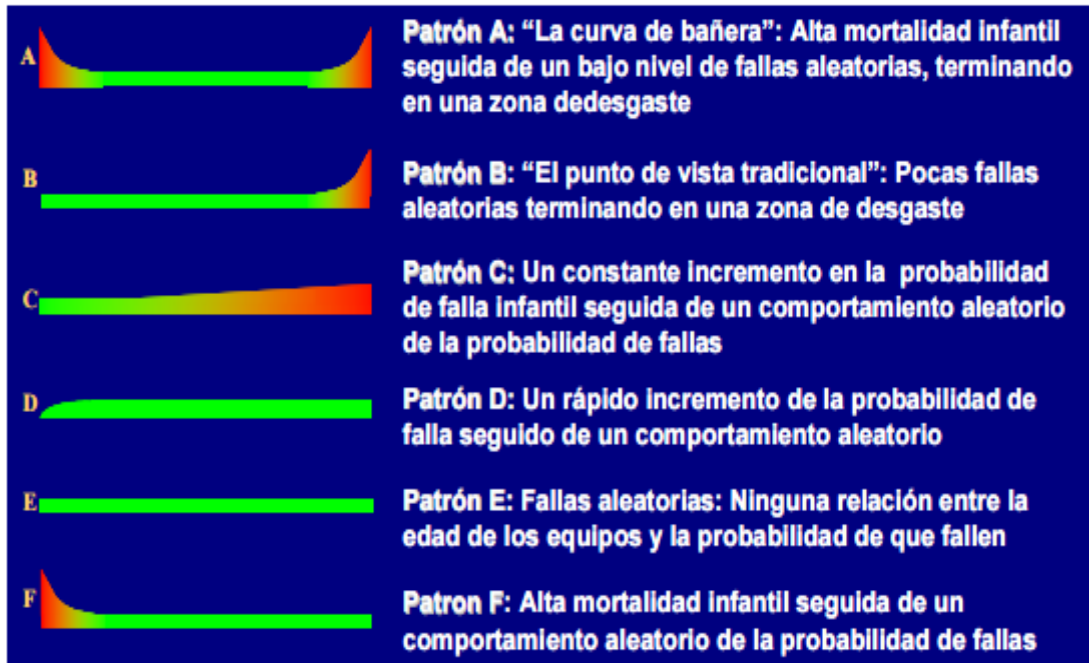 A
Patrón A: “La curva de bañera”: Alta mortalidad infantil
seguida de un bajo nivel de fallas aleatorias, terminando
en una zona dedesgaste
B
Patrón B: “El punto de vista tradicional”: Pocas fallas
aleatorias terminando en una zona de desgaste
C
Patrón C: Un constante incremento en la probabilidad
de falla infantil seguida de un comportamiento aleatorio
de la probabilidad de fallas
D
Patrón D: Un rápido incremento de la probabilidad de
falla seguido de un comportamiento aleatorio
E
Patrón E: Fallas aleatorias: Ninguna relación entre la
edad de los equipos y la probabilidad de que fallen
F
Patron F: Alta mortalidad infantil seguida de un
comportamiento aleatorio de la probabilidad de fallas